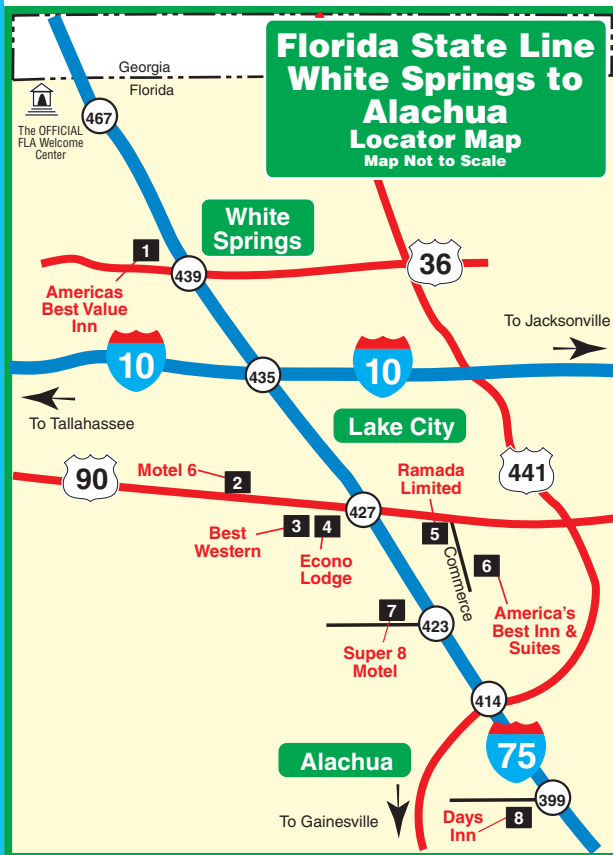 Florida State Line
White Springs to
Alachua
Locator Map
Map Not to Scale
Georgia
Florida
The OFFICIAL
FLA Welcome
Center
467
White
Springs
1
439
36
Americas
Best Value
Inn
To Jacksonville
10
435
10
To Tallahassee
Lake City
90
Motel 6
2
Ramada
Limited
441
427
3
4
5
Best
Western
Econo
Lodge
Commerce
6
America's
Best Inn &
Suites
7
423
Super 8
Motel
414
75
Alachua
399
To Gainesville
Days
Inn
8